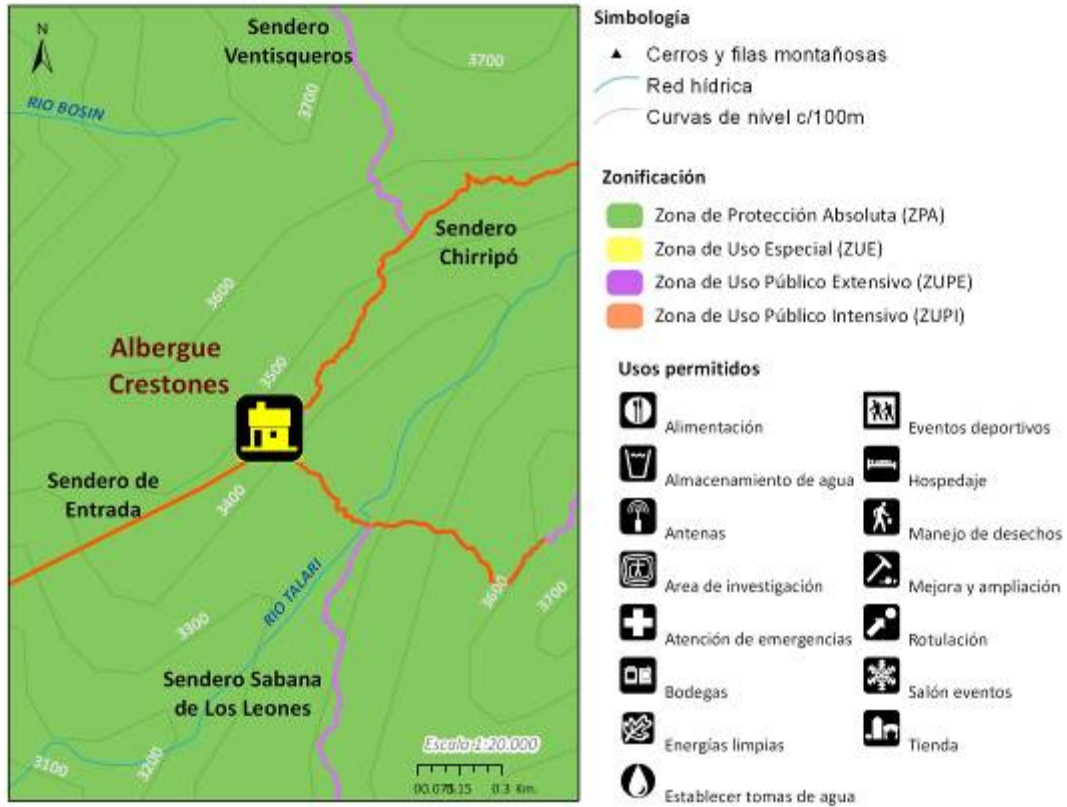 N
Sendero
Ventisqueros
3700
3700
RIO BOSIN
Sendero
Chirripó
3600
Albergue
Crestones
3500
Sendero de
Entrada
3400
3600
3700
RIO TALARI
3300
Sendero Sabana
de Los Leones
3100
3200
Escala 1:20.000
0.3 Km.
Simbología
Cerros y filas montañosas
Red hídrica
Curvas de nivel c/100m
Zonificación
Zona de Protección Absoluta (ZPA)
Zona de Uso Especial (ZUE)
Zona de Uso Público Extensivo (ZUPE)
Zona de Uso Público Intensivo (ZUPI)
Usos permitidos
Alimentación
Almacenamiento de agua
Antenas
Area de investigación
Atención de emergencias
Bodegas
Energías limpias
Establecer tomas de agua
Eventos deportivos
Hospedaje
Manejo de desechos
Mejora y ampliación
Rotulación
Salón eventos
Tienda